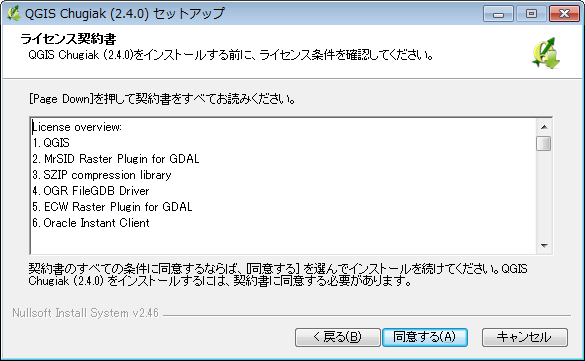 QGIS Chugiak (2.4.0) セットアップ
ライセンス契約書
QGIS Chugiak (2.4.0)をインストールする前に、ライセンス条件を確認してください。
[Page Down]を押して契約書をすべてお読みください。
License overview:
1. QGIS
2. MrSID Raster Plugin for GDAL
3. SZIP compression library
4. OGR FileGDB Driver
5. ECW Raster Plugin for GDAL
6. Oracle Instant Client
契約書のすべての条件に同意するならば、[同意する] を選んでインストールを続けてください。QGIS
Chugiak (2.4.0) をインストールするには、契約書に同意する必要があります。
Nullsoft Install System v2.46
< 戻る(B)
同意する(A)
キャンセル